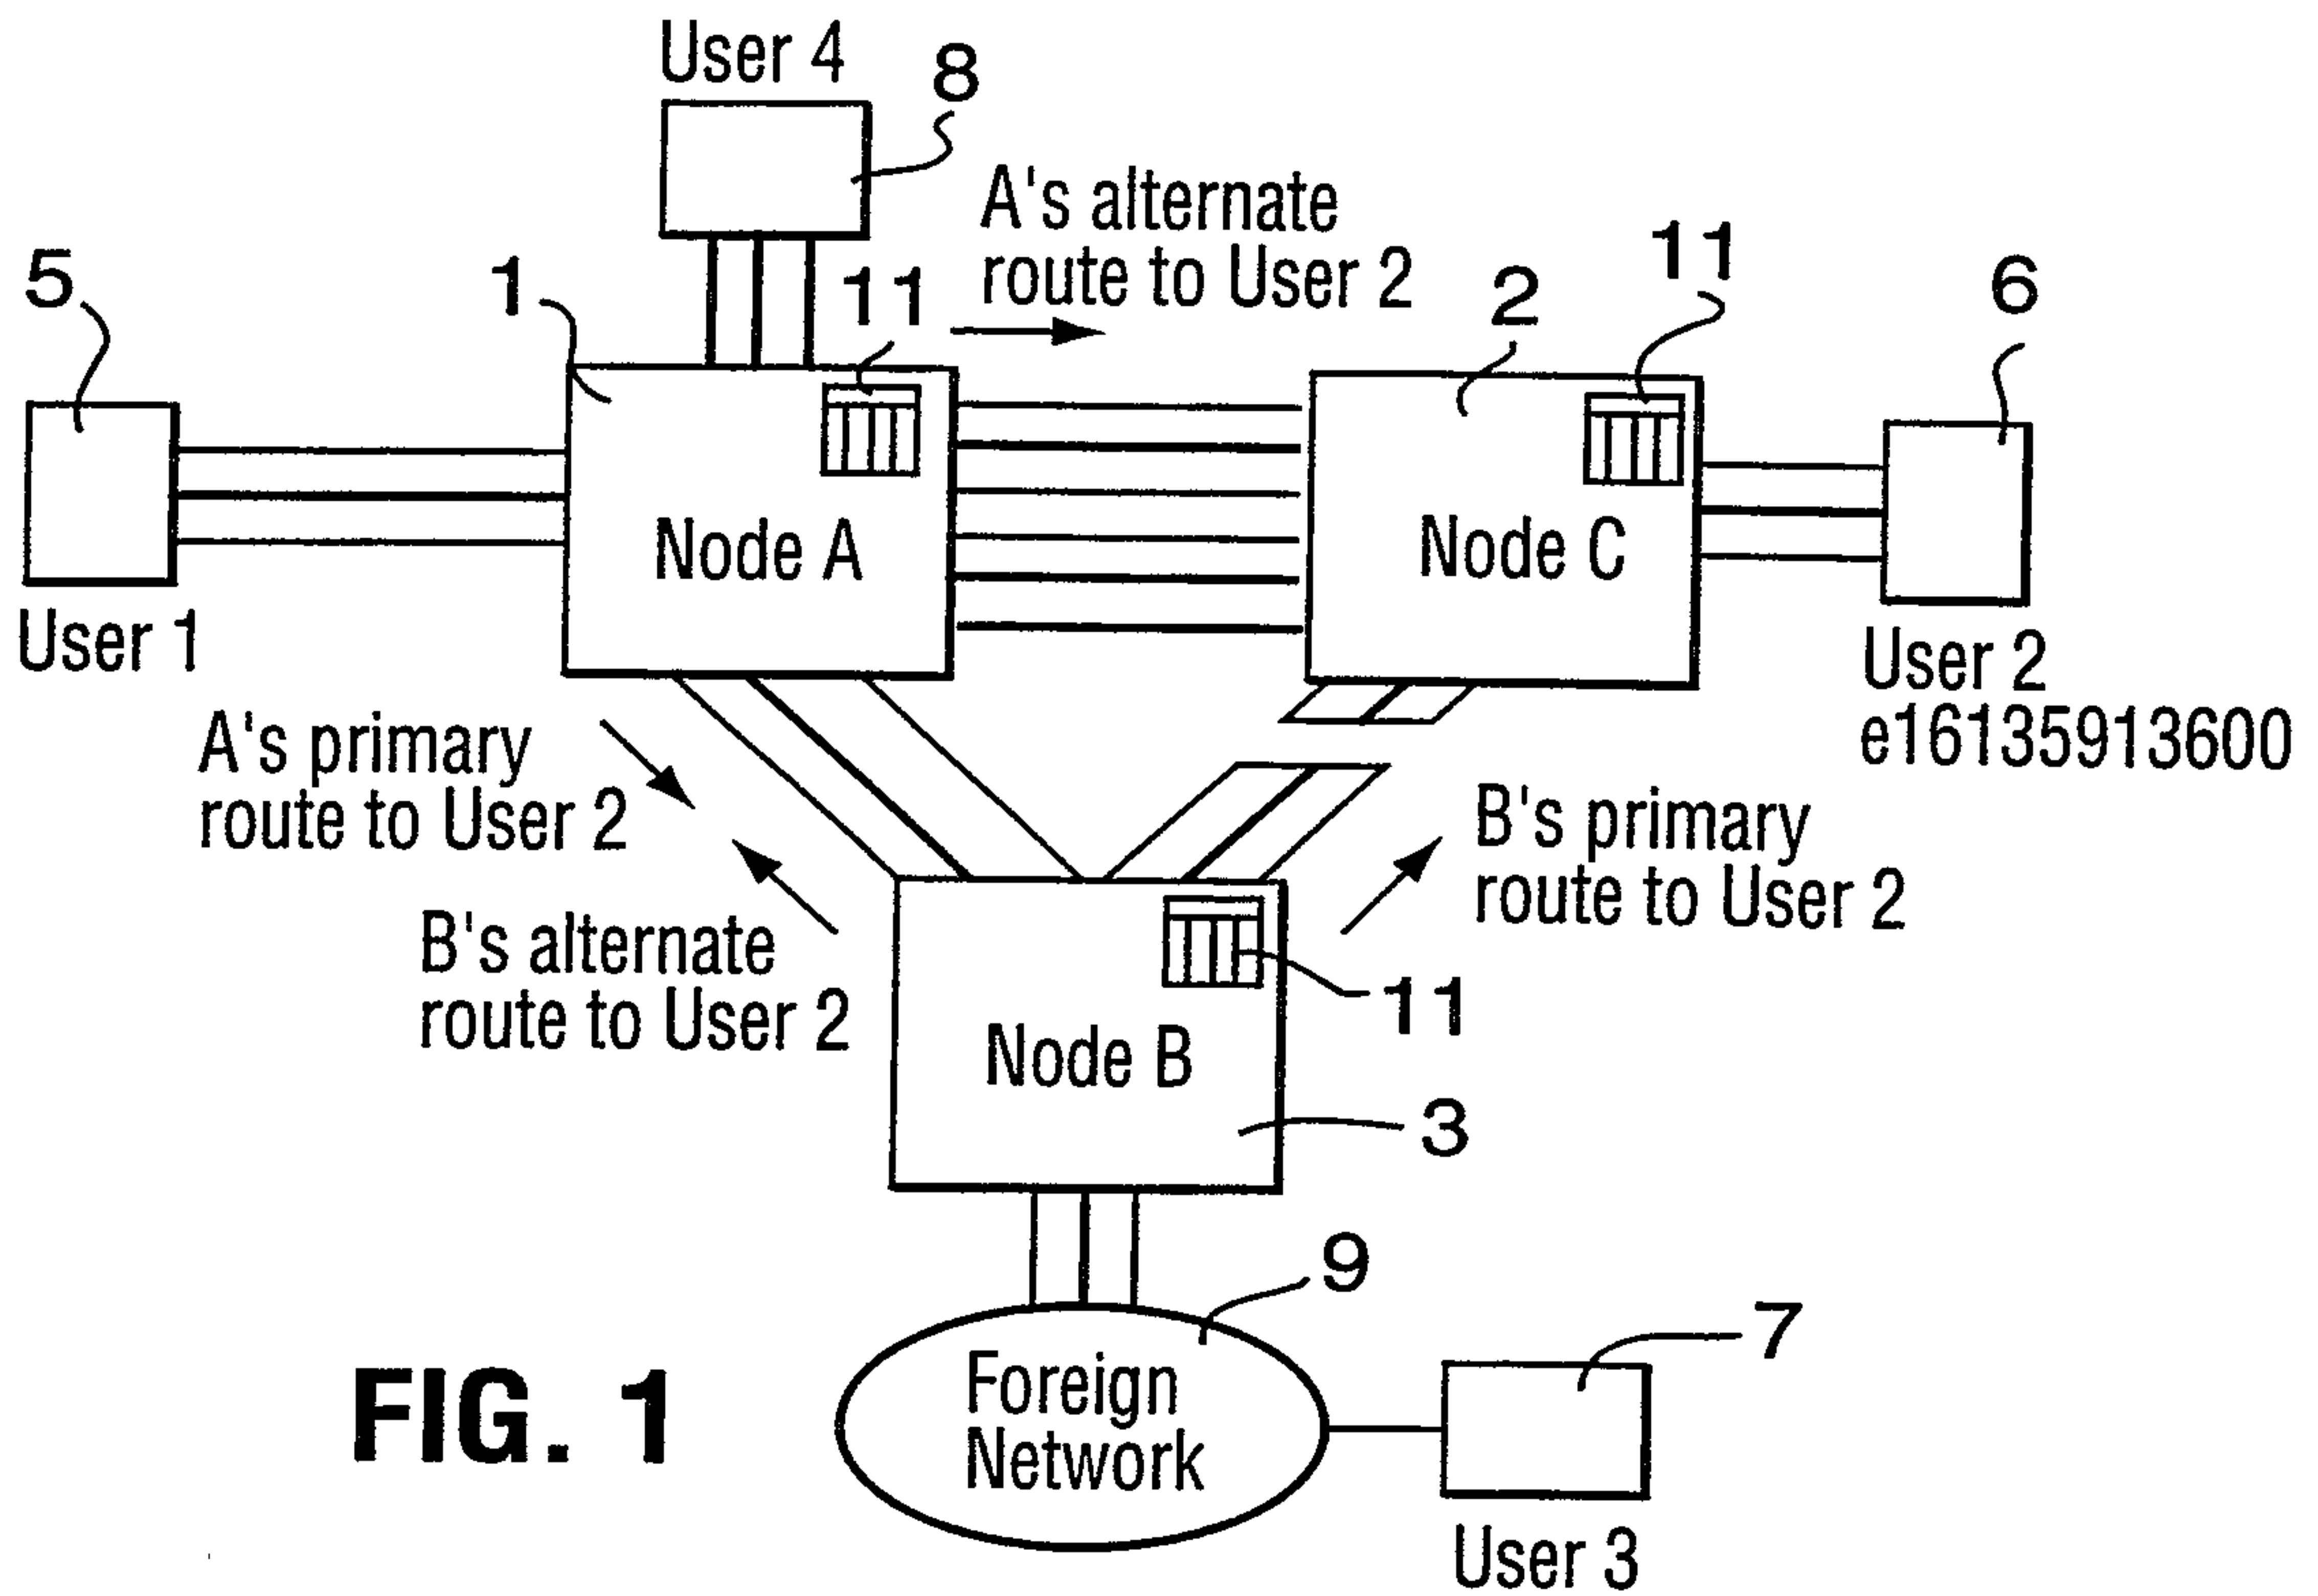 User 4
8
A's alternate
route to User 2
5
1
11
2
11
6
Node A
Node C
User 1
User 2
e16135913600
A's primary
route to User 2
B's primary
route to User 2
B's alternate
route to User 2
11
Node B
3
9
7
Foreign
Network
FIG. 1
User 3